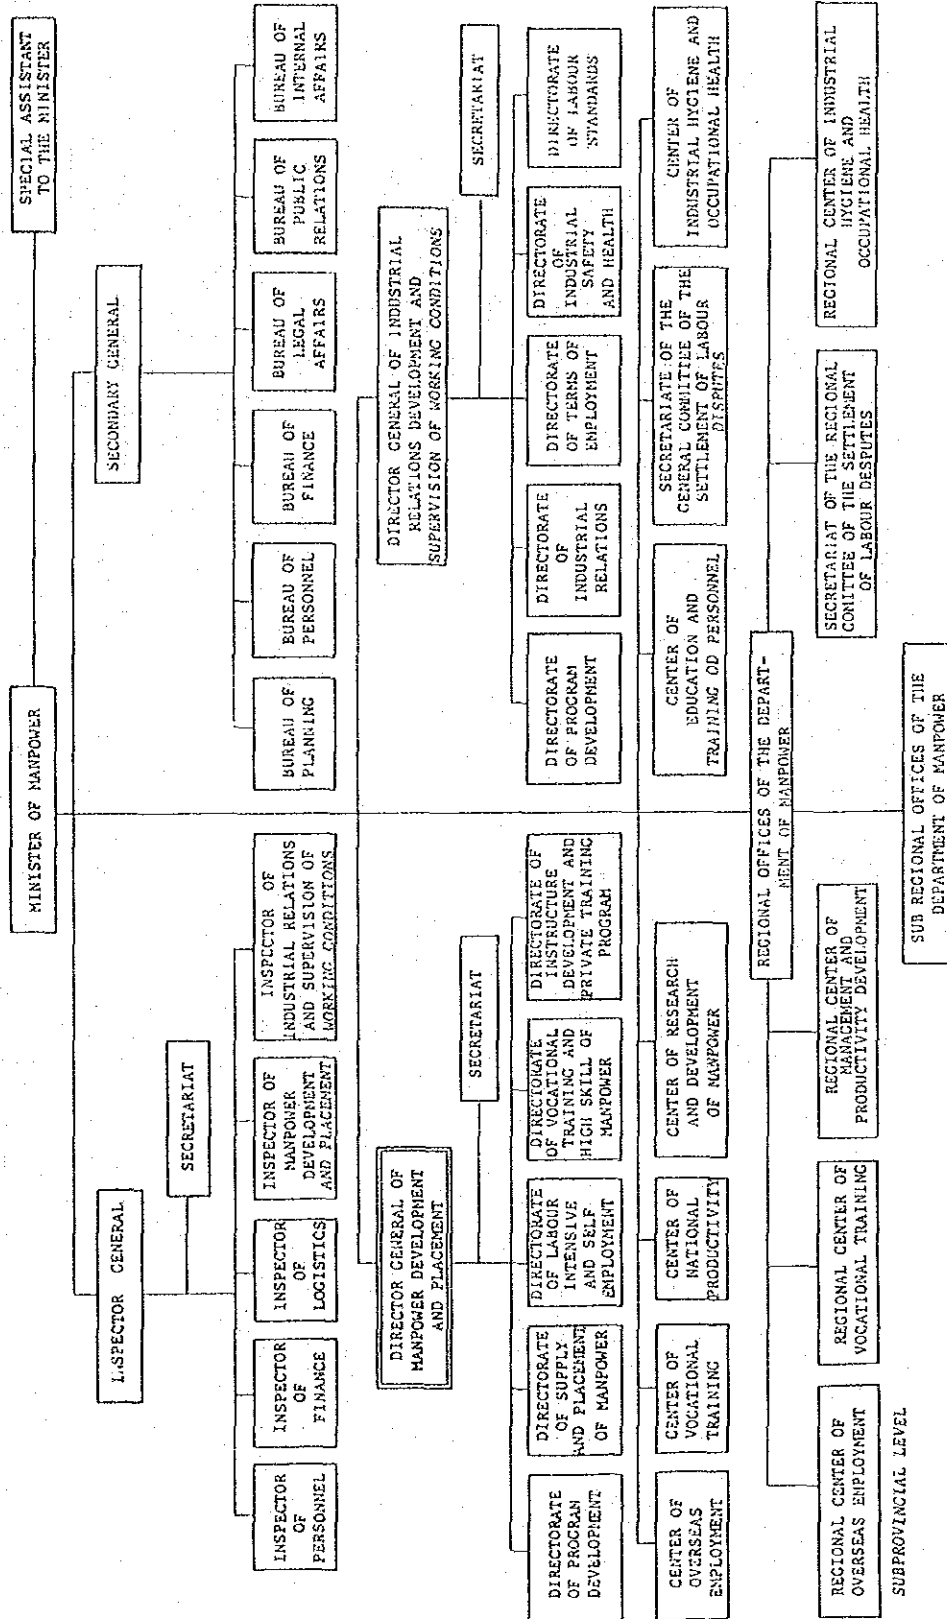 MINISTER OF MANPOWER
SPECIAL ASSISTANT
TO THE MINISTER
INSPECTOR GENERAL
SECONDARY GENERAL
SECRETARIAT
INSPECTOR
OF
PERSONNEL
INSPECTOR
OF
FINANCE
INSPECTOR
OF
LOGISTICS
INSPECTOR OF
MANPOWER
DEVELOPMENT
AND PLACEMENT
INSPECTOR OF
INDUSTRIAL RELATIONS
AND SUPERVISION OF
WORKING CONDITIONS
BUREAU OF
PLANNING
BUREAU OF
PERSONNEL
BUREAU OF
FINANCE
BUREAU OF
LEGAL
AFFAIRS
BUREAU OF
PUBLIC
RELATIONS
BUREAU OF
INTERNAL
AFFAIRS
DIRECTOR GENERAL OF
MANPOWER DEVELOPMENT
AND PLACEMENT
DIRECTOR GENERAL OF INDUSTRIAL
RELATIONS DEVELOPMENT AND
SUPERVISION OF WORKING CONDITIONS
SECRETARIAT
SECRETARIAT
DIRECTORATE
OF PROGRAM
DEVELOPMENT
DIRECTORATE
OF SUPPLY
AND PLACEMENT
OF MANPOWER
DIRECTORATE
OF LABOUR
INTENSIVE
AND SELF
EMPLOYMENT
DIRECTORATE
OF VOCATIONAL
TRAINING AND
HIGH SKILL OF
MANPOWER
DIRECTORATE OF
INSTRUCTURE
DEVELOPMENT AND
PRIVATE TRAINING
PROGRAM
DIRECTORATE
OF PROGRAM
DEVELOPMENT
DIRECTORATE
OF
INDUSTRIAL
RELATIONS
DIRECTORATE
OF TERMS OF
EMPLOYMENT
DIRECTORATE
OF
INDUSTRIAL
SAFETY
AND HEALTH
DIRECTORATE
OF LABOUR
STANDARDS
CENTER OF
OVERSEAS
EMPLOYMENT
CENTER OF
VOCATIONAL
TRAINING
CENTER OF
NATIONAL
PRODUCTIVITY
CENTER OF RESEARCH
AND DEVELOPMENT
OF MANPOWER
CENTER OF
EDUCATION AND
TRAINING OD PERSONNEL
SECRETARIATE OF THE
GENERAL COMMITTEE OF THE
SETTLEMENT OF LABOUR
DISPUTES
CENTER OF
INDUSTRIAL HYGIENE AND
OCCUPATIONAL HEALTH
REGIONAL OFFICES OF THE DEPART-
MENT OF MANPOWER
REGIONAL CENTER OF
OVERSEAS EMPLOYMENT
REGIONAL CENTER OF
VOCATIONAL TRAINING
REGIONAL CENTER OF
MANAGEMENT AND
PRODUCTIVITY DEVELOPMENT
SECRETARIAT OF THE REGIONAL
COMITTEE OF THE SETTLEMENT
OF LABOUR DESPUTES
REGIONAL CENTER OF INDUSTRIAL
HYGIENE AND
OCCUPATIONAL HEALTH
SUBPROVINCIAL LEVEL
SUB REGIONAL OFFICES OF THE
DEPARTMENT OF MANPOWER